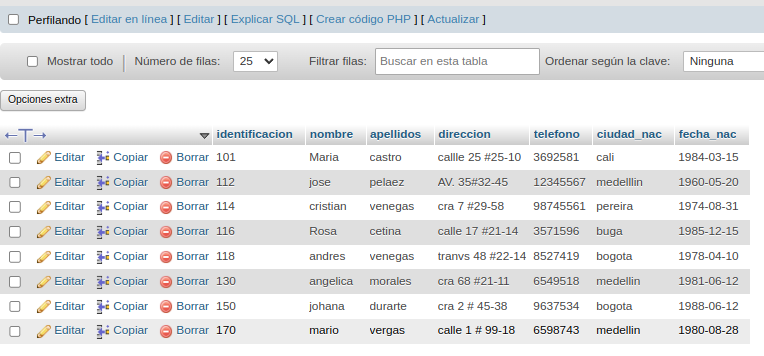 Perfilando [ Editar en línea ] [ Editar ] [ Explicar SQL ] [ Crear código PHP ] [ Actualizar ]
Mostrar todo Número de filas: 25 Filtrar filas: Buscar en esta tabla Ordenar según la clave: Ninguna
Opciones extra
identificacion nombre apellidos direccion telefono ciudad_nac fecha_nac
Editar Copiar Borrar 101 Maria castro callle 25 #25-10 3692581 cali 1984-03-15
Editar Copiar Borrar 112 jose pelaez AV. 35#32-45 12345567 medelllin 1960-05-20
Editar Copiar Borrar 114 cristian venegas cra 7 #29-58 98745561 pereira 1974-08-31
Editar Copiar Borrar 116 Rosa cetina calle 17 #21-14 3571596 buga 1985-12-15
Editar Copiar Borrar 118 andres venegas tranvs 48 #22-14 8527419 bogota 1978-04-10
Editar Copiar Borrar 130 angelica morales cra 68 #21-11 6549518 medellin 1981-06-12
Editar Copiar Borrar 150 johana durarte cra 2 # 45-38 9637534 bogota 1988-06-12
Editar Copiar Borrar 170 mario vergas calle 1 # 99-18 6598743 medellin 1980-08-28